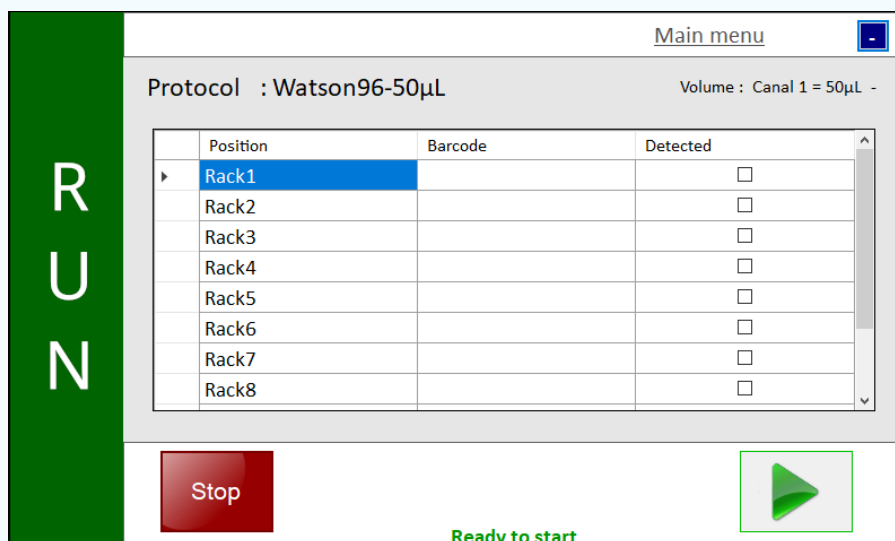 Main menu
-
Protocol : Watson96-50µL
Volume : Canal 1 = 50µL -
Position Barcode Detected
Rack1
Rack2
Rack3
Rack4
Rack5
Rack6
Rack7
Rack8
R
U
N
Stop
Ready to start